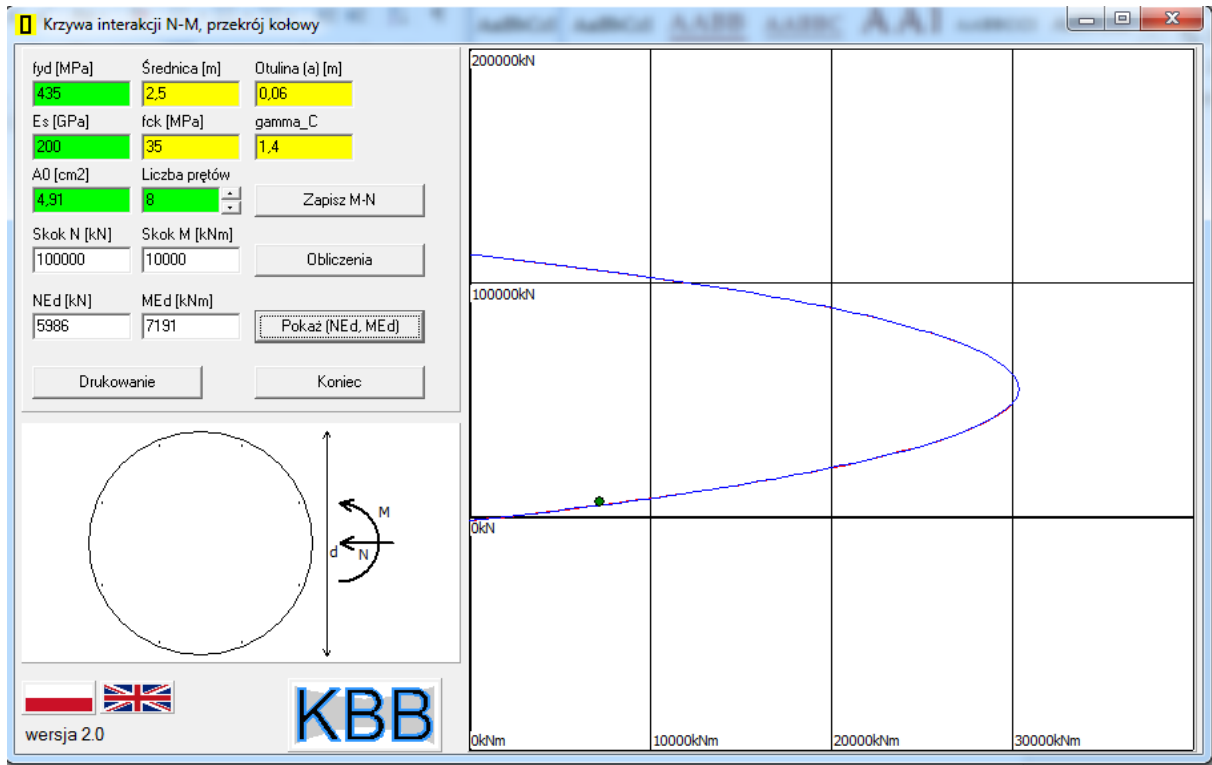 Krzywa interakcji N-M, przekrój kołowy
fyd [MPa] Średnica [m] Otulina (a) [m]
435 2,5 0,06
Es [GPa] fck [MPa] gamma_C
200 35 1,4
A0 [cm2] Liczba prętów
4,91 8 Zapisz M-N
Skok N [kN] Skok M [kNm]
100000 10000 Obliczenia
NEd [kN] MEd [kNm]
5986 7191 Pokaż (NEd, MEd)
Drukowanie Koniec
M
d N
KBB
wersja 2.0
200000kN
100000kN
0kN
0kNm 10000kNm 20000kNm 30000kNm